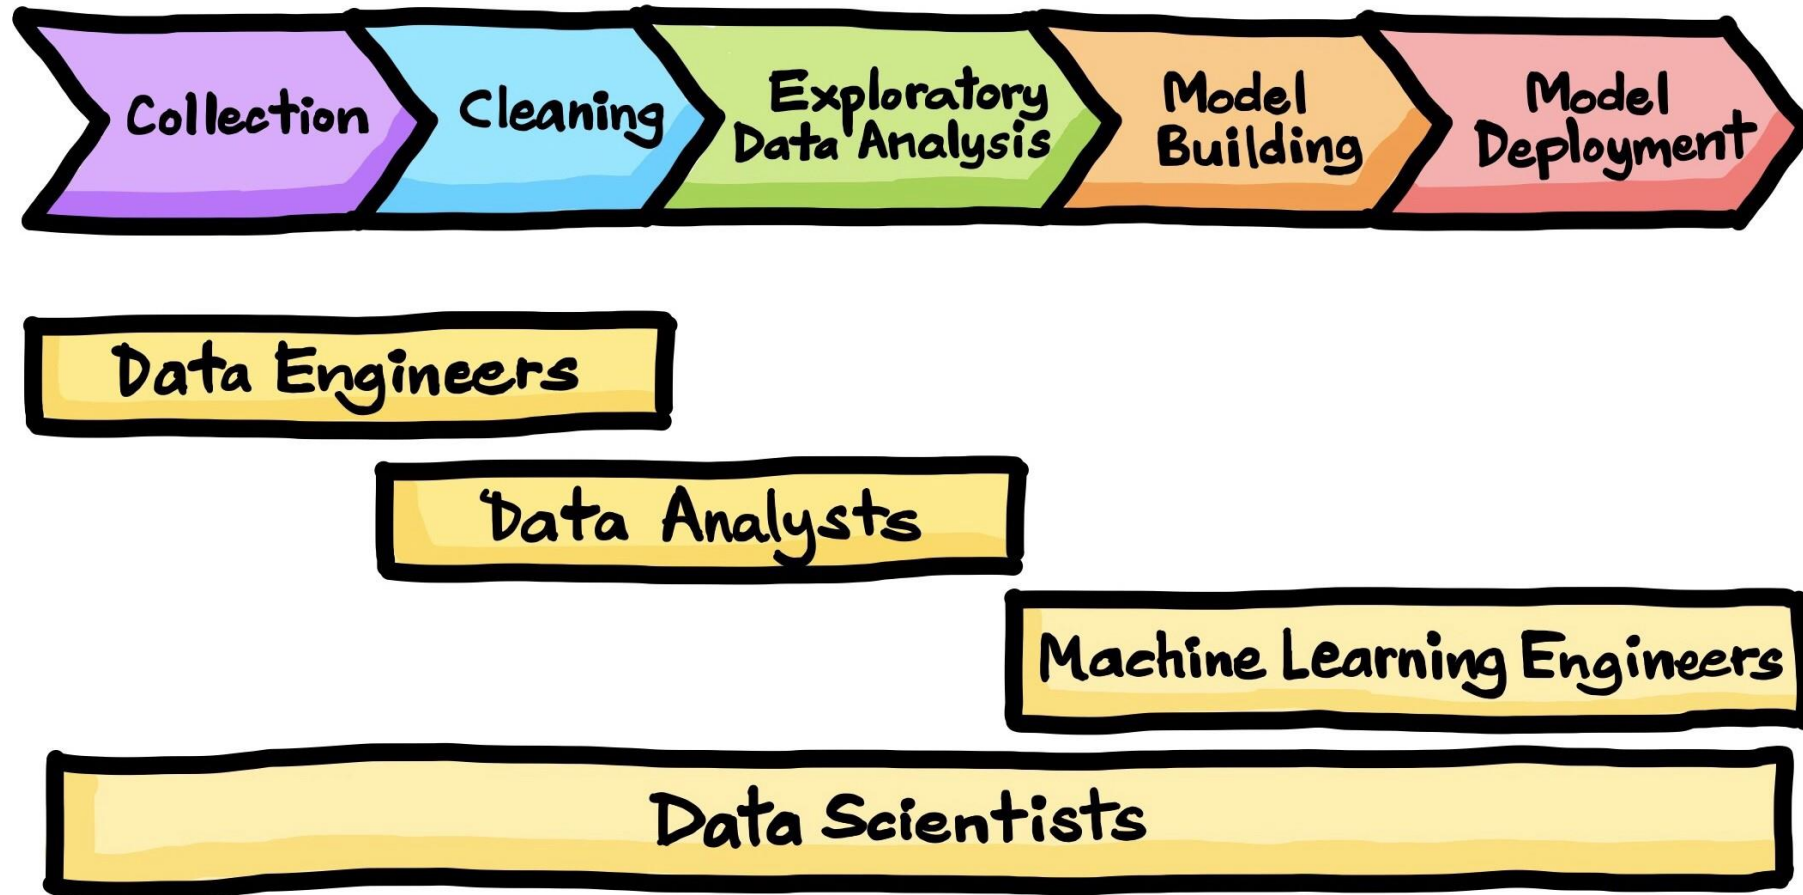 Collection
Cleaning
Exploratory
Data Analysis
Model
Building
Model
Deployment
Data Engineers
Data Analysts
Machine Learning Engineers
Data Scientists